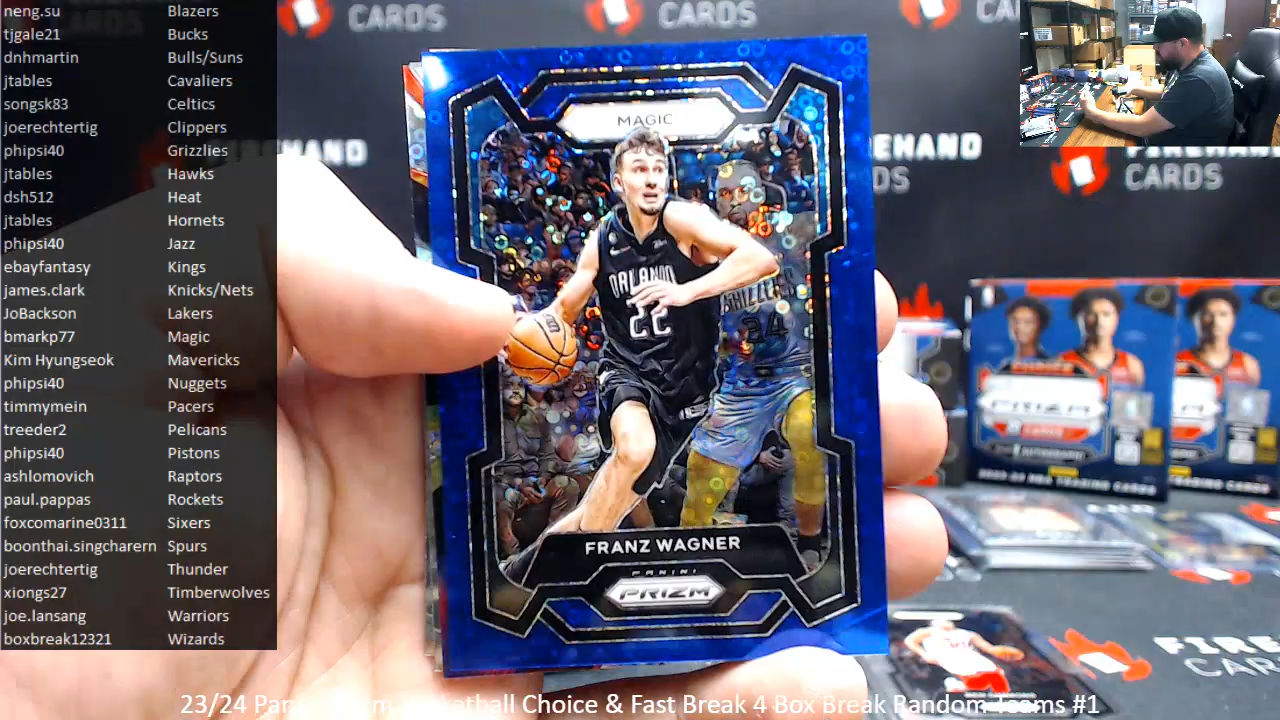 neng.su Blazers
tjgale21 Bucks
dnhmartin Bulls/Suns
jtables Cavaliers
songsk83 Celtics
joerechtertig Clippers
phipsi40 Grizzlies
jtables Hawks
dsh512 Heat
jtables Hornets
phipsi40 Jazz
ebayfantasy Kings
james.clark Knicks/Nets
JoBackson Lakers
bmarkp77 Magic
Kim Hyungseok Mavericks
phipsi40 Nuggets
timmymein Pacers
treeder2 Pelicans
phipsi40 Pistons
ashlomovich Raptors
paul.pappas Rockets
foxcomarine0311 Sixers
boonthai.singcharern Spurs
joerechtertig Thunder
xiongs27 Timberwolves
joe.lansang Warriors
boxbreak12321 Wizards
CARDS
CARDS
MAGIC
CARDS
ORLANDO
22
34
FRANZ WAGNER
PANINI
PRIZM
PRIZM
23/24 Basketball Choice & Fast Break 4 Box Break Random Teams #1